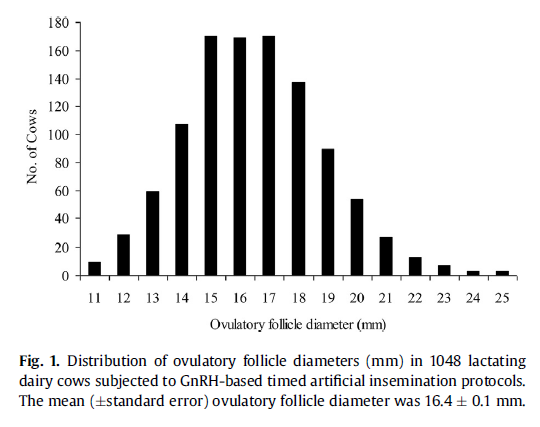 180
160
140
120
100
80
60
40
20
0
No. of Cows
11 12 13 14 15 16 17 18 19 20 21 22 23 24 25
Ovulatory follicle diameter (mm)
Fig. 1. Distribution of ovulatory follicle diameters (mm) in 1048 lactating
dairy cows subjected to GnRH-based timed artificial insemination protocols.
The mean (±standard error) ovulatory follicle diameter was 16.4 ± 0.1 mm.